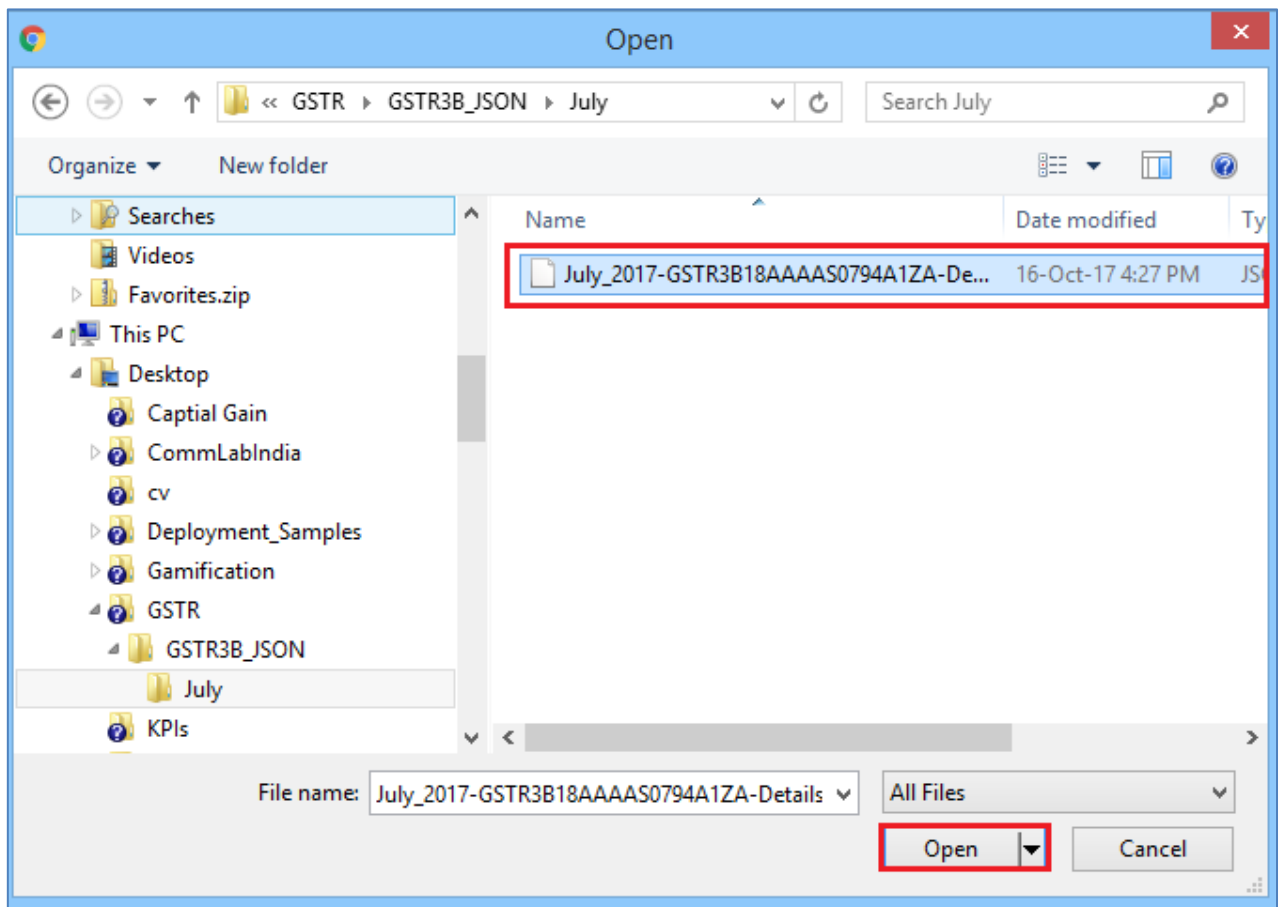 Open
« GSTR GSTR3B_JSON July
Search July
Organize New folder
Searches
Videos
Favorites.zip
This PC
Desktop
Captial Gain
CommLabIndia
cv
Deployment_Samples
Gamification
GSTR
GSTR3B_JSON
July
KPIs
Name Date modified Ty
July_2017-GSTR3B18AAAAS0794A1ZA-De... 16-Oct-17 4:27 PM JS
File name: July_2017-GSTR3B18AAAAS0794A1ZA-Details All Files
Open Cancel